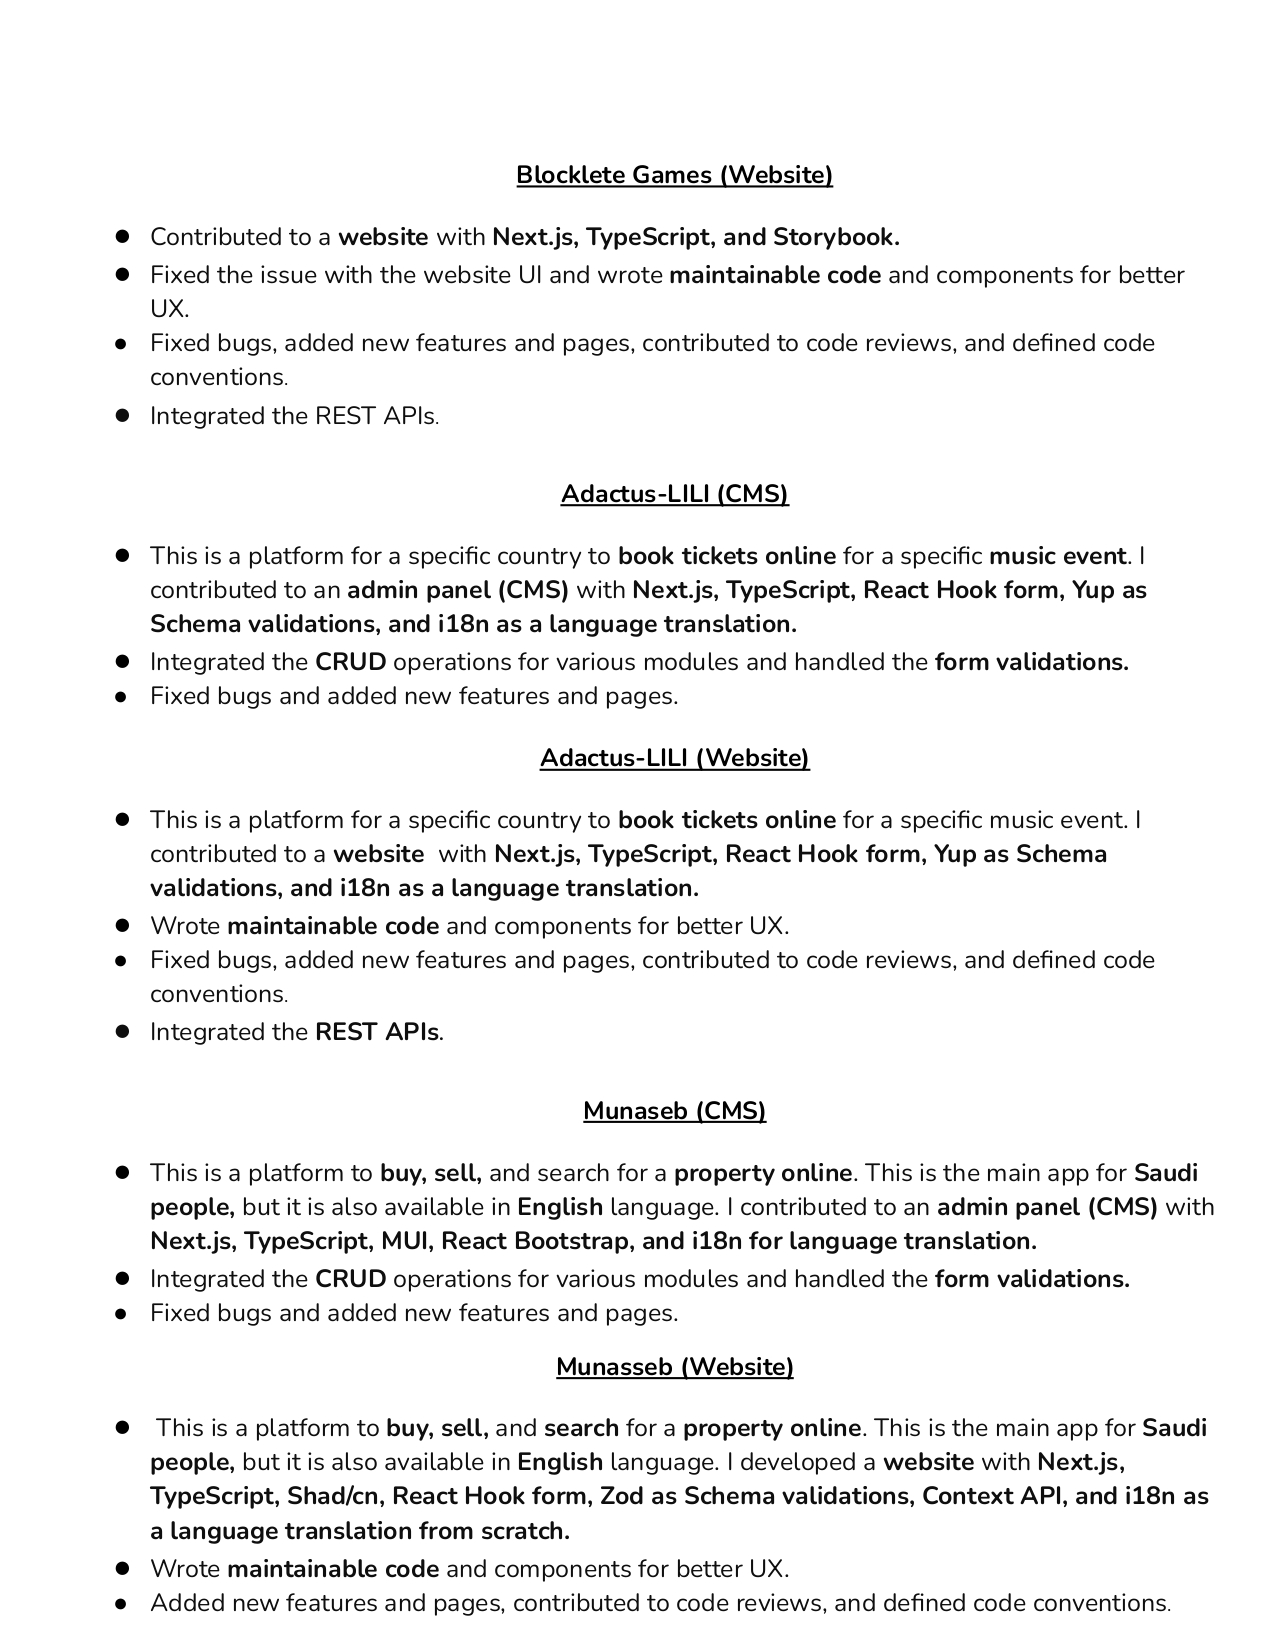 Blocklete Games (Website)
● Contributed to a website with Next.js, TypeScript, and Storybook.
● Fixed the issue with the website UI and wrote maintainable code and components for better
UX.
● Fixed bugs, added new features and pages, contributed to code reviews, and defined code
conventions.
● Integrated the REST APIs.
Adactus-LILI (CMS)
● This is a platform for a specific country to book tickets online for a specific music event. I
contributed to an admin panel (CMS) with Next.js, TypeScript, React Hook form, Yup as
Schema validations, and i18n as a language translation.
● Integrated the CRUD operations for various modules and handled the form validations.
● Fixed bugs and added new features and pages.
Adactus-LILI (Website)
● This is a platform for a specific country to book tickets online for a specific music event. I
contributed to a website  with Next.js, TypeScript, React Hook form, Yup as Schema
validations, and i18n as a language translation.
● Wrote maintainable code and components for better UX.
● Fixed bugs, added new features and pages, contributed to code reviews, and defined code
conventions.
● Integrated the REST APIs.
Munaseb (CMS)
● This is a platform to buy, sell, and search for a property online. This is the main app for Saudi
people, but it is also available in English language. I contributed to an admin panel (CMS) with
Next.js, TypeScript, MUI, React Bootstrap, and i18n for language translation.
● Integrated the CRUD operations for various modules and handled the form validations.
● Fixed bugs and added new features and pages.
Munasseb (Website)
● This is a platform to buy, sell, and search for a property online. This is the main app for Saudi
people, but it is also available in English language. I developed a website with Next.js,
TypeScript, Shad/cn, React Hook form, Zod as Schema validations, Context API, and i18n as
a language translation from scratch.
● Wrote maintainable code and components for better UX.
● Added new features and pages, contributed to code reviews, and defined code conventions.